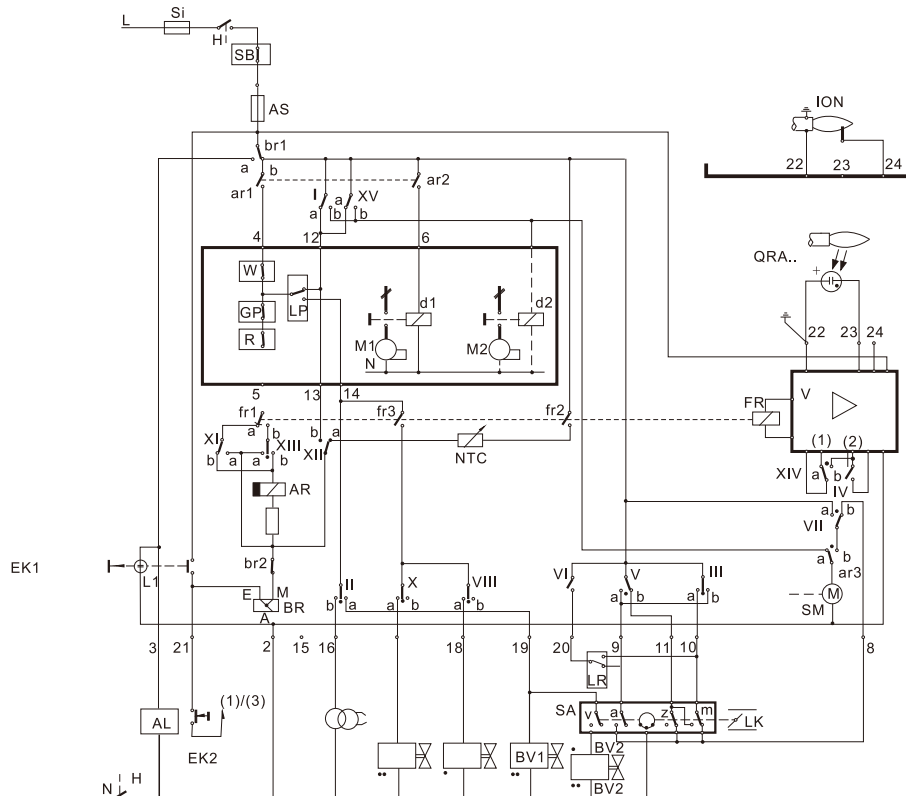 L Si H SB
AS
ION
22 23 24
br1
a b
ar1 ar2
I XV
a b a b
4 12 6
QRA.. +
W
GP LP
R
d1 d2
M1 M2
N
22 23 24
V
FR
5 13 14
fr1 fr3 fr2
a b
XI XIII XII
b a a b b a
NTC
(1) (2)
XIV a b IV
AR
a b
VII
a b
ar3
EK1 L1
br2
E M
BR
A
II X VIII
b a a b a b
VI V III
a b a b
SM M
3 21 2 15 16 18 19 20 9 11 10 8
LR
(1)/(3)
SA v a z m LK
AL
EK2
BV1 BV2
BV2
N H